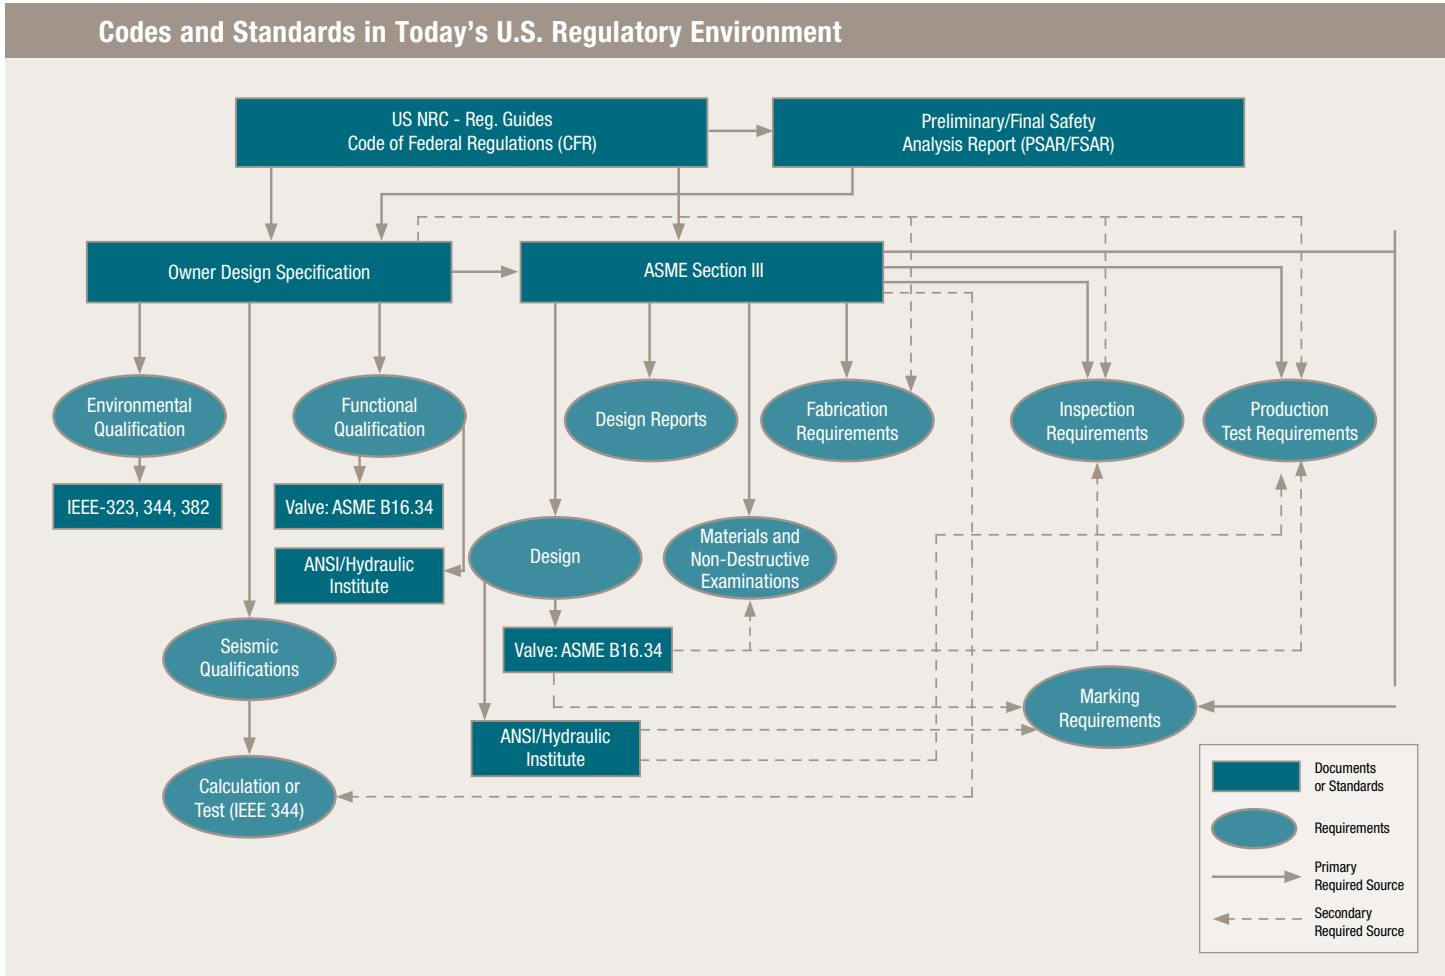 Codes and Standards in Today's U.S. Regulatory Environment
US NRC - Reg. Guides
Code of Federal Regulations (CFR)
Preliminary/Final Safety
Analysis Report (PSAR/FSAR)
Owner Design Specification
ASME Section III
Environmental
Qualification
Functional
Qualification
Design Reports
Fabrication
Requirements
Inspection
Requirements
Production
Test Requirements
IEEE-323, 344, 382
Valve: ASME B16.34
ANSI/Hydraulic
Institute
Design
Materials and
Non-Destructive
Examinations
Seismic
Qualifications
Valve: ASME B16.34
Marking
Requirements
ANSI/Hydraulic
Institute
Calculation or
Test (IEEE 344)
Documents
or Standards
Requirements
Primary
Required Source
Secondary
Required Source